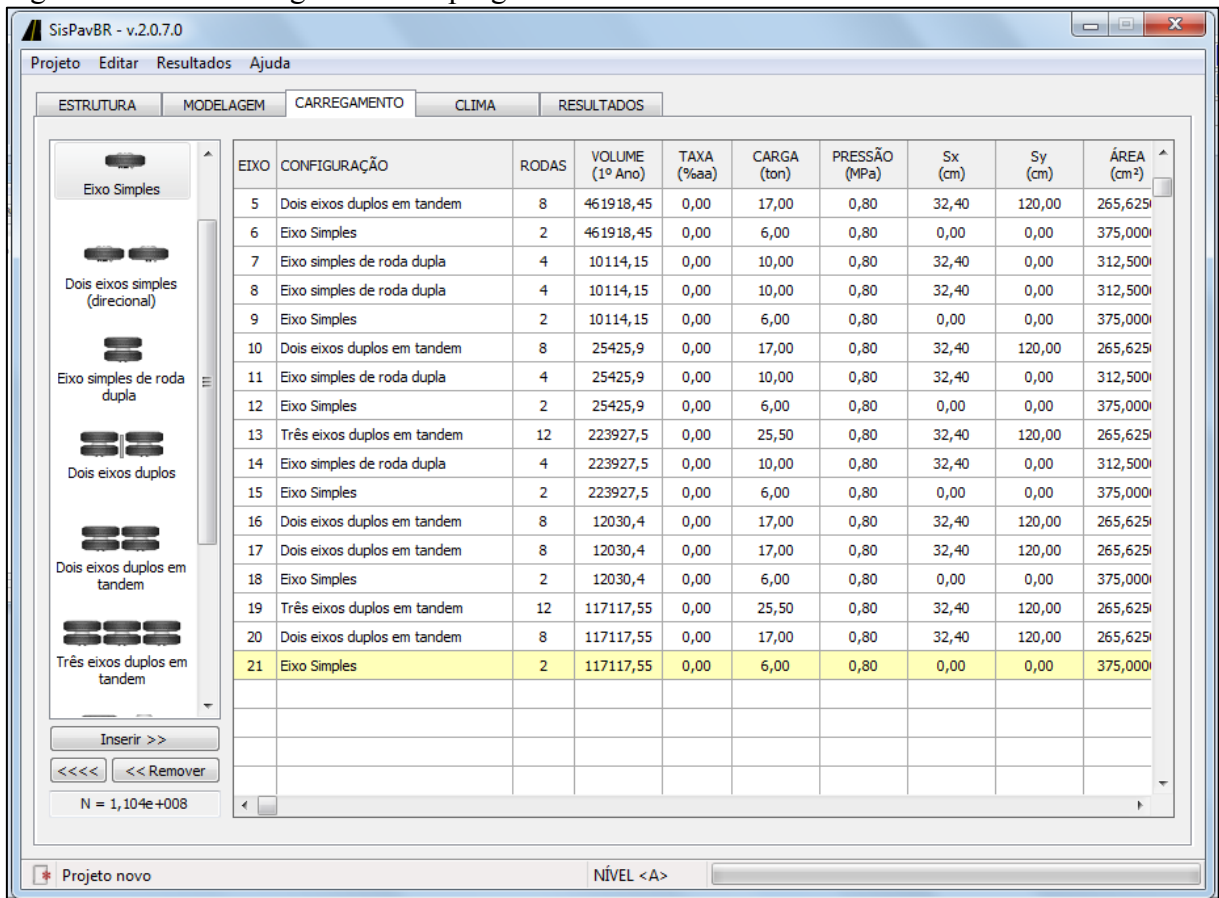 SisPavBR - v.2.0.7.0
Projeto Editar Resultados Ajuda
ESTRUTURA MODELAGEM CARREGAMENTO CLIMA RESULTADOS
Eixo Simples
Dois eixos simples
(direcional)
Eixo simples de roda
dupla
Dois eixos duplos
Dois eixos duplos em
tandem
Três eixos duplos em
tandem
Inserir >>
<<<< << Remover
N = 1,104e+008
EIXO CONFIGURAÇÃO RODAS VOLUME (1º Ano) TAXA (%aa) CARGA (ton) PRESSÃO (MPa) Sx (cm) Sy (cm) ÁREA (cm²)
5 Dois eixos duplos em tandem 8 461918,45 0,00 17,00 0,80 32,40 120,00 265,625
6 Eixo Simples 2 461918,45 0,00 6,00 0,80 0,00 0,00 375,000
7 Eixo simples de roda dupla 4 10114,15 0,00 10,00 0,80 32,40 0,00 312,500
8 Eixo simples de roda dupla 4 10114,15 0,00 10,00 0,80 32,40 0,00 312,500
9 Eixo Simples 2 10114,15 0,00 6,00 0,80 0,00 0,00 375,000
10 Dois eixos duplos em tandem 8 25425,9 0,00 17,00 0,80 32,40 120,00 265,625
11 Eixo simples de roda dupla 4 25425,9 0,00 10,00 0,80 32,40 0,00 312,500
12 Eixo Simples 2 25425,9 0,00 6,00 0,80 0,00 0,00 375,000
13 Três eixos duplos em tandem 12 223927,5 0,00 25,50 0,80 32,40 120,00 265,625
14 Eixo simples de roda dupla 4 223927,5 0,00 10,00 0,80 32,40 0,00 312,500
15 Eixo Simples 2 223927,5 0,00 6,00 0,80 0,00 0,00 375,000
16 Dois eixos duplos em tandem 8 12030,4 0,00 17,00 0,80 32,40 120,00 265,625
17 Dois eixos duplos em tandem 8 12030,4 0,00 17,00 0,80 32,40 120,00 265,625
18 Eixo Simples 2 12030,4 0,00 6,00 0,80 0,00 0,00 375,000
19 Três eixos duplos em tandem 12 117117,55 0,00 25,50 0,80 32,40 120,00 265,625
20 Dois eixos duplos em tandem 8 117117,55 0,00 17,00 0,80 32,40 120,00 265,625
21 Eixo Simples 2 117117,55 0,00 6,00 0,80 0,00 0,00 375,000
Projeto novo NÍVEL <A>